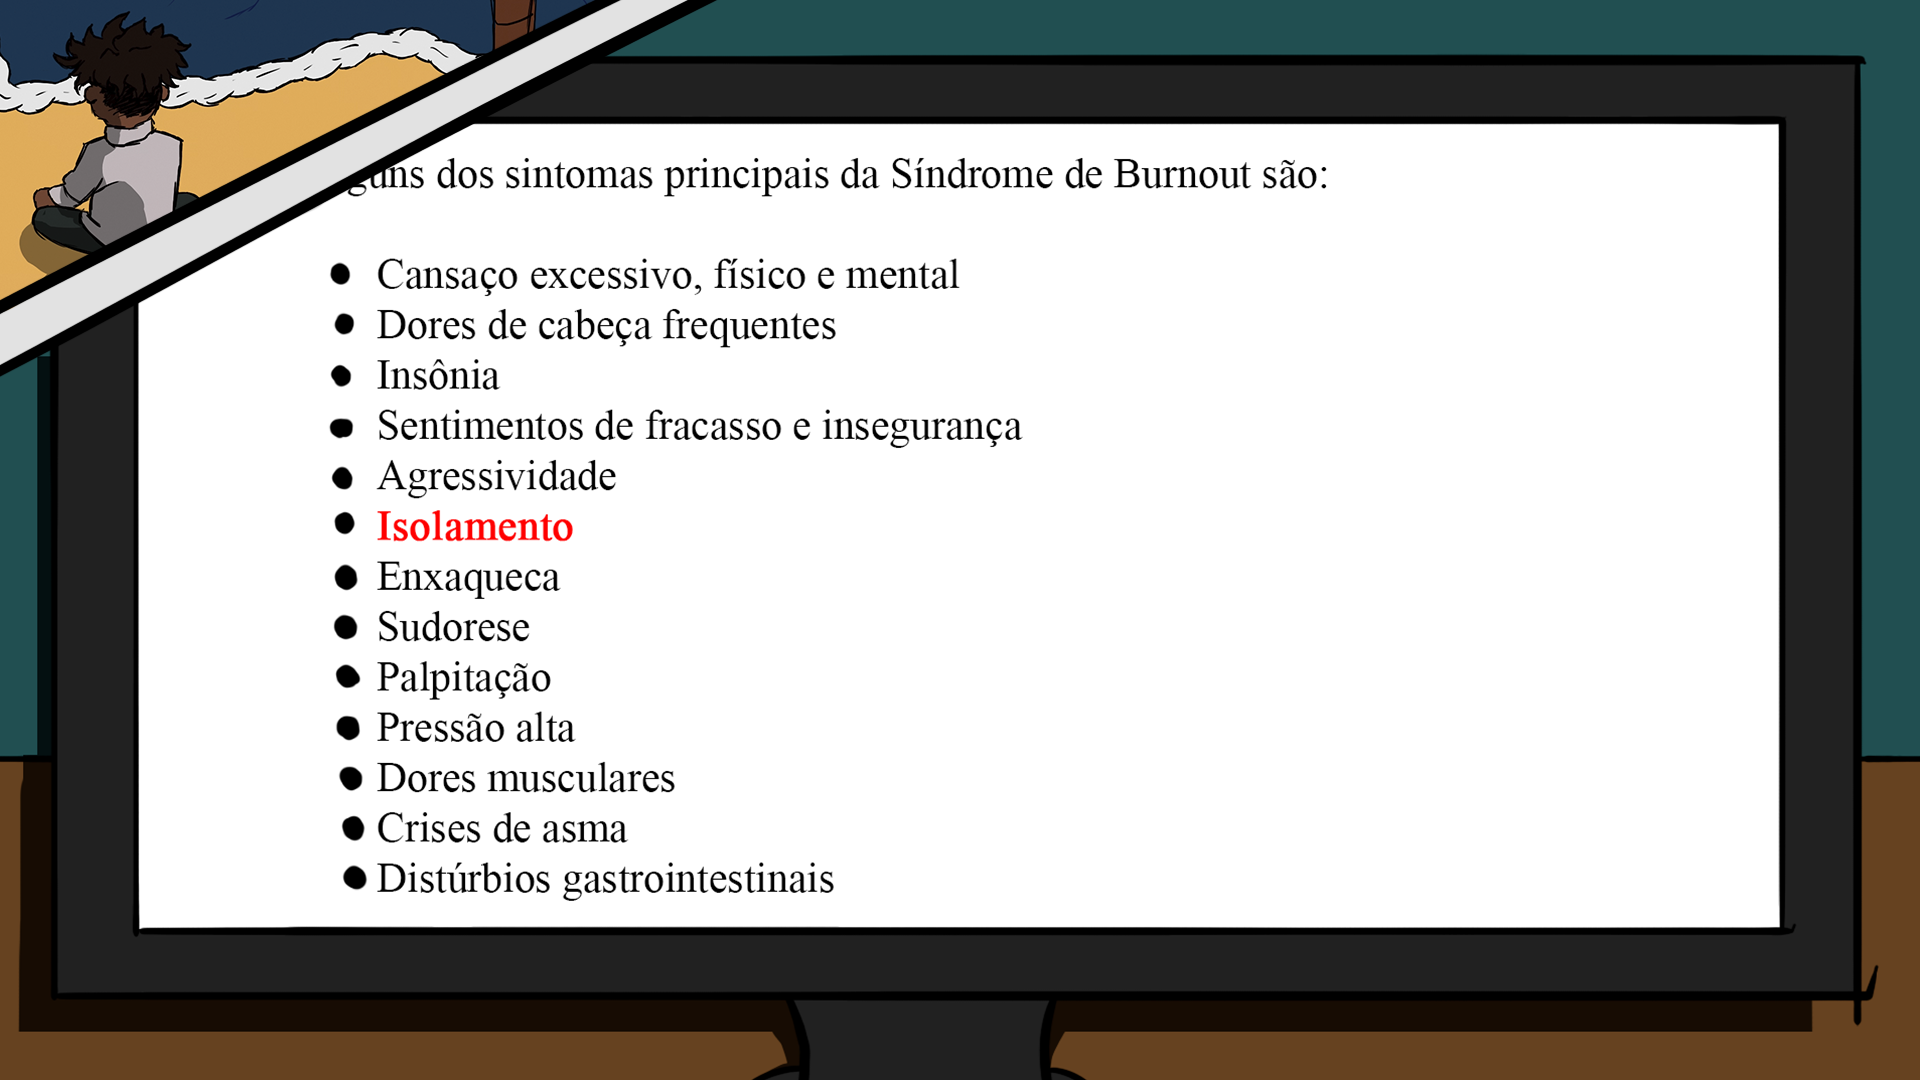 guns dos sintomas principais da Síndrome de Burnout são:
Cansaço excessivo, físico e mental
Dores de cabeça frequentes
Insônia
Sentimentos de fracasso e insegurança
Agressividade
Isolamento
Enxaqueca
Sudorese
Palpitação
Pressão alta
Dores musculares
Crises de asma
Distúrbios gastrointestinais